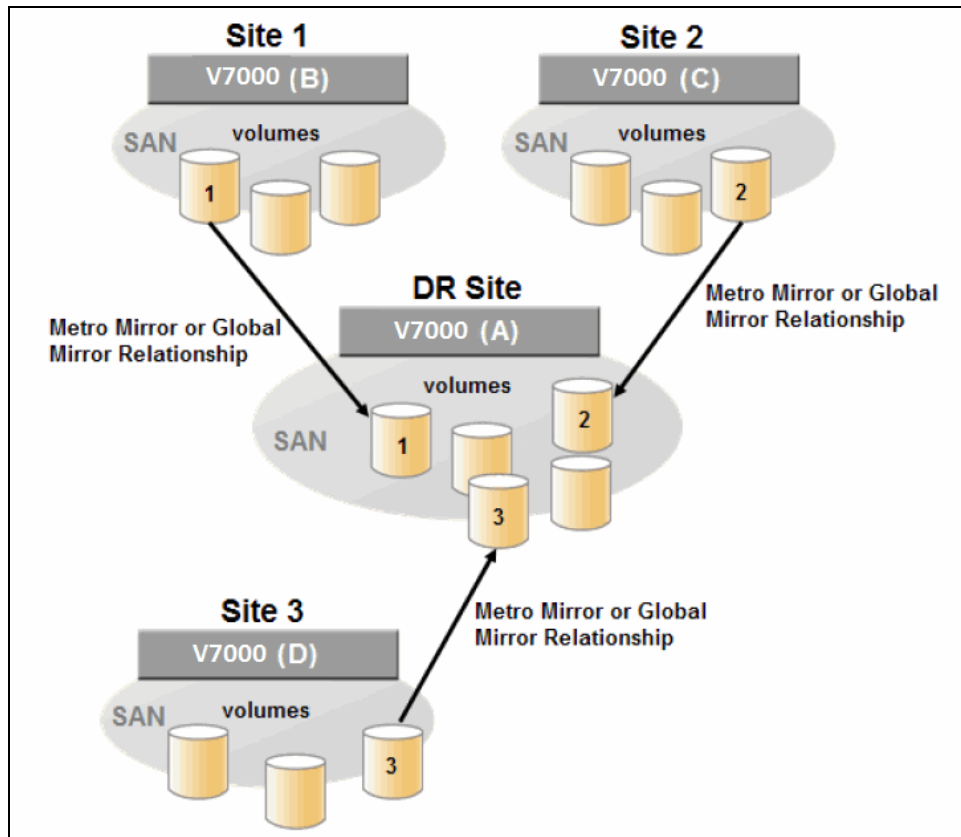 Site 1
V7000 (B)
SAN
volumes
1
Site 2
V7000 (C)
SAN
volumes
2
Metro Mirror or Global
Mirror Relationship
Metro Mirror or Global
Mirror Relationship
DR Site
V7000 (A)
volumes
SAN
1
2
3
Metro Mirror or Global
Mirror Relationship
Site 3
V7000 (D)
SAN
volumes
3